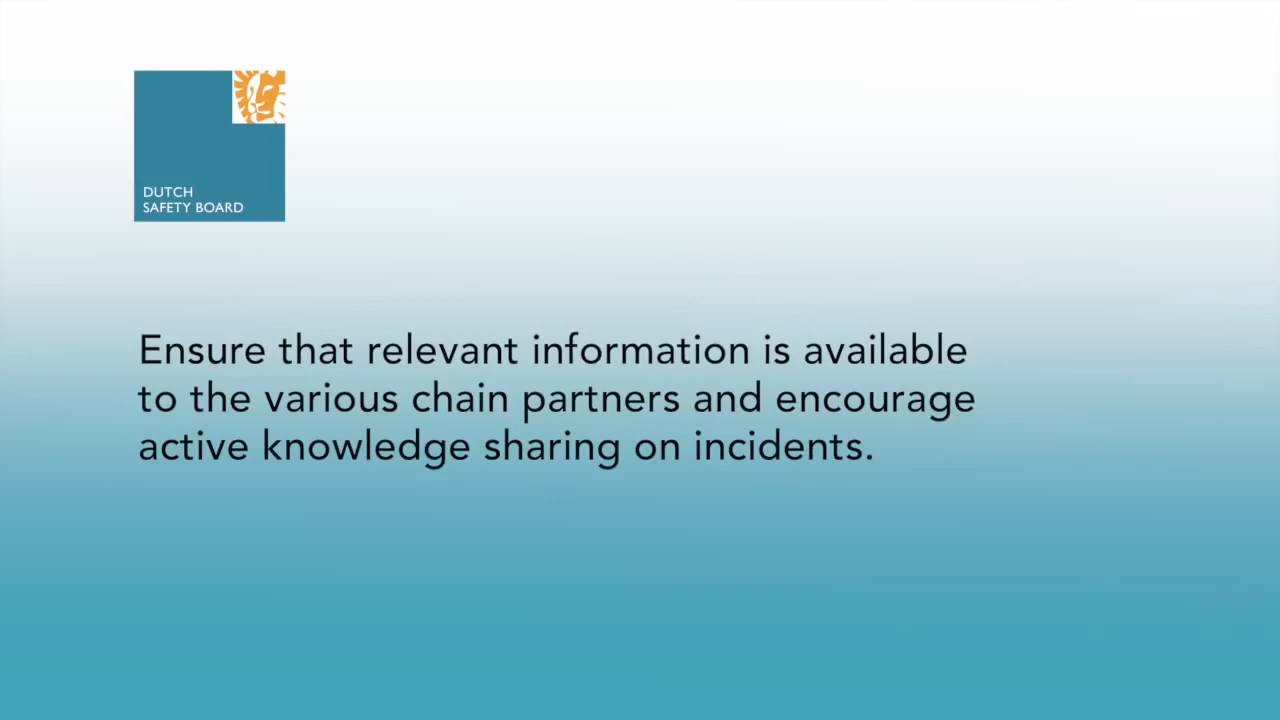 DUTCH
SAFETY BOARD
Ensure that relevant information is available
to the various chain partners and encourage
active knowledge sharing on incidents.